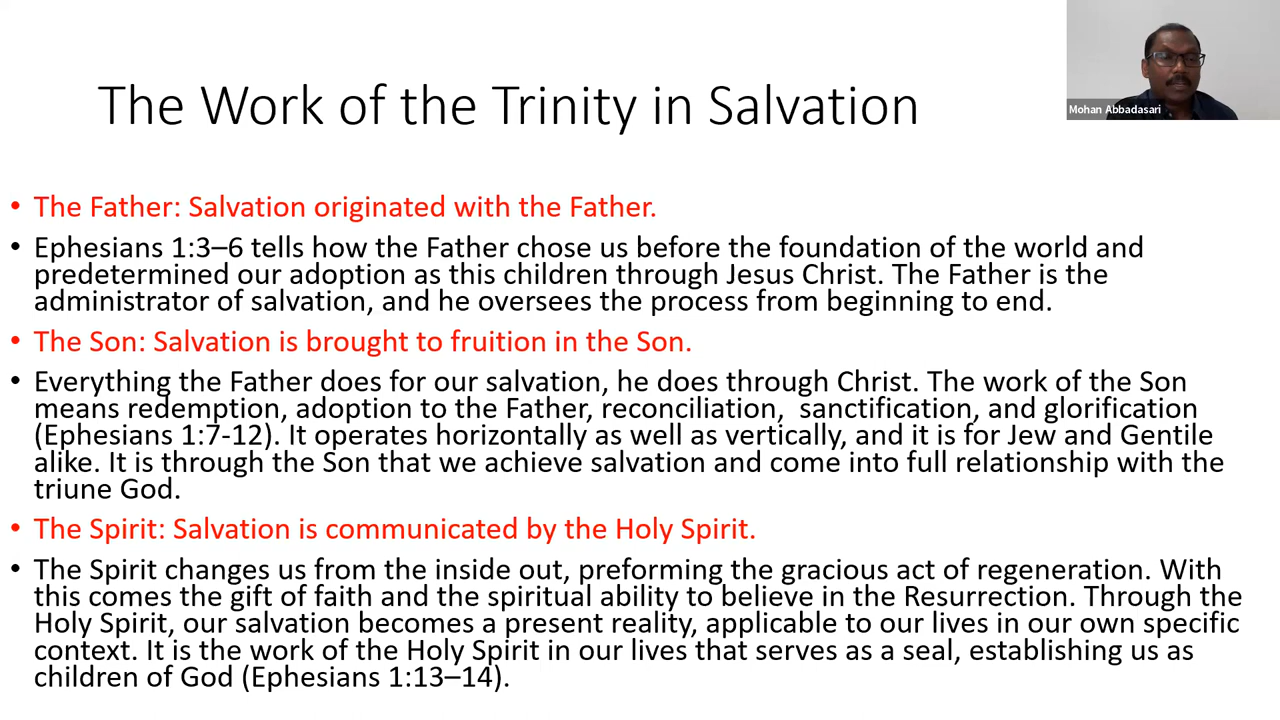 The Work of the Trinity in Salvation
Mohan Abbadasari
• The Father: Salvation originated with the Father.
• Ephesians 1:3–6 tells how the Father chose us before the foundation of the world and
predetermined our adoption as this children through Jesus Christ. The Father is the
administrator of salvation, and he oversees the process from beginning to end.
• The Son: Salvation is brought to fruition in the Son.
• Everything the Father does for our salvation, he does through Christ. The work of the Son
means redemption, adoption to the Father, reconciliation,  sanctification, and glorification
(Ephesians 1:7-12). It operates horizontally as well as vertically, and it is for Jew and Gentile
alike. It is through the Son that we achieve salvation and come into full relationship with the
triune God.
• The Spirit: Salvation is communicated by the Holy Spirit.
• The Spirit changes us from the inside out, preforming the gracious act of regeneration. With
this comes the gift of faith and the spiritual ability to believe in the Resurrection. Through the
Holy Spirit, our salvation becomes a present reality, applicable to our lives in our own specific
context. It is the work of the Holy Spirit in our lives that serves as a seal, establishing us as
children of God (Ephesians 1:13–14).